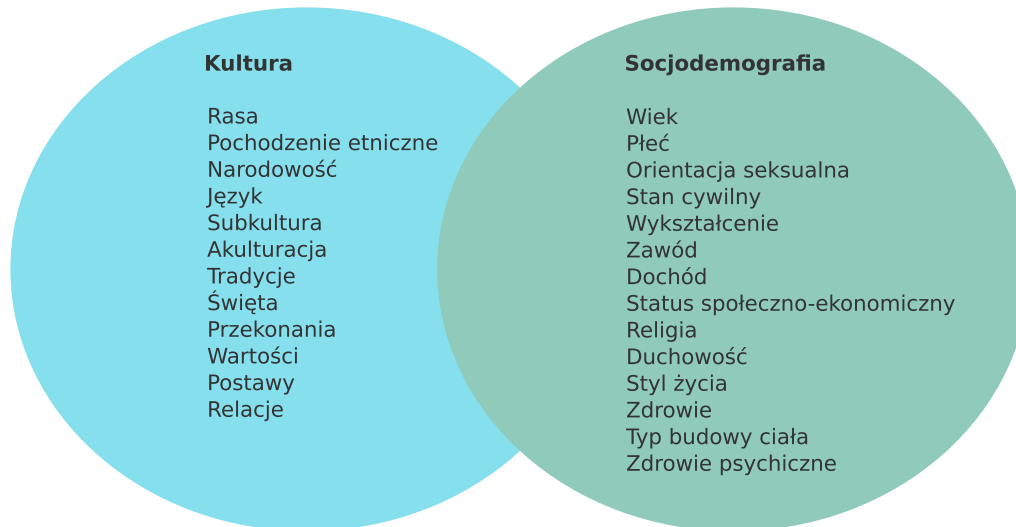 Kultura
Rasa
Pochodzenie etniczne
Narodowość
Język
Subkultura
Akulturacja
Tradycje
Święta
Przekonania
Wartości
Postawy
Relacje
Socjodemografia
Wiek
Płeć
Orientacja seksualna
Stan cywilny
Wykształcenie
Zawód
Dochód
Status społeczno-ekonomiczny
Religia
Duchowość
Styl życia
Zdrowie
Typ budowy ciała
Zdrowie psychiczne